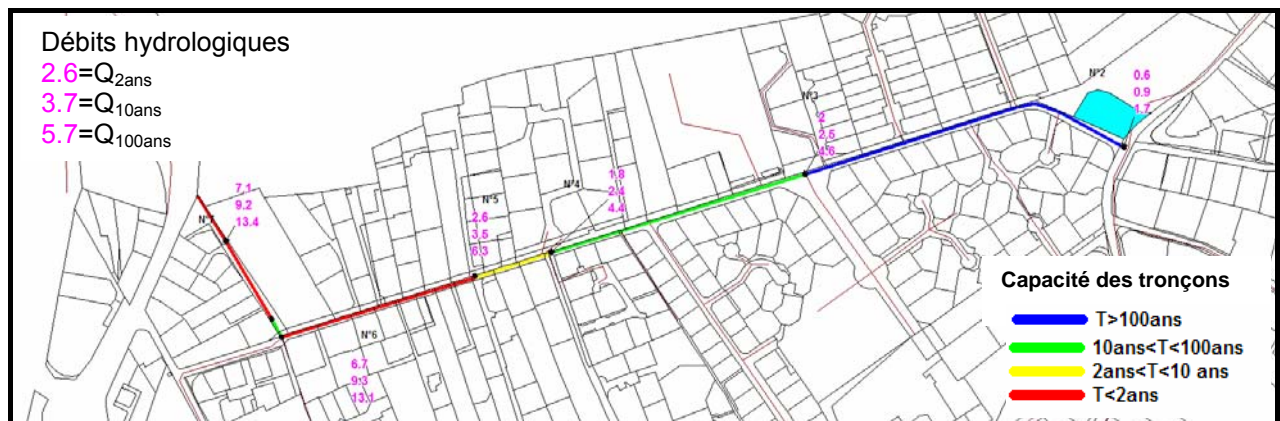 Débits hydrologiques
2.6=Q2ans
3.7=Q10ans
5.7=Q100ans
N°2
0.6
0.9
1.7
N°3
2
2.5
4.6
N°4
1.8
2.4
4.4
N°5
2.6
3.5
6.3
N°7
7.1
9.2
13.4
N°6
6.7
9.3
13.1
Capacité des tronçons
T>100ans
10ans<T<100ans
2ans<T<10 ans
T<2ans